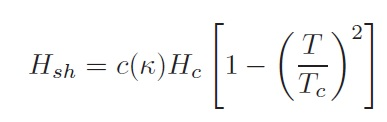 $H_{sh} = c(\kappa) H_c \left[ 1 - \left( \frac{T}{T_c} \right)^2 \right]$